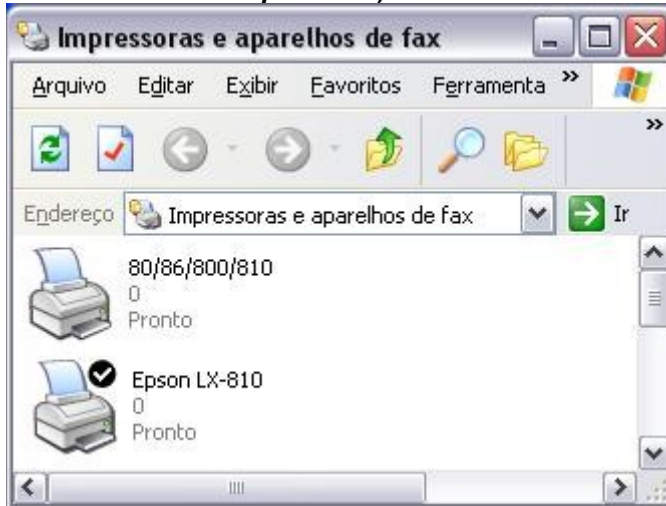 Impressoras e aparelhos de fax
Arquivo Editar Exibir Favoritos Ferramenta »
»
Endereço Impressoras e aparelhos de fax Ir
80/86/800/810
0
Pronto
Epson LX-810
0
Pronto